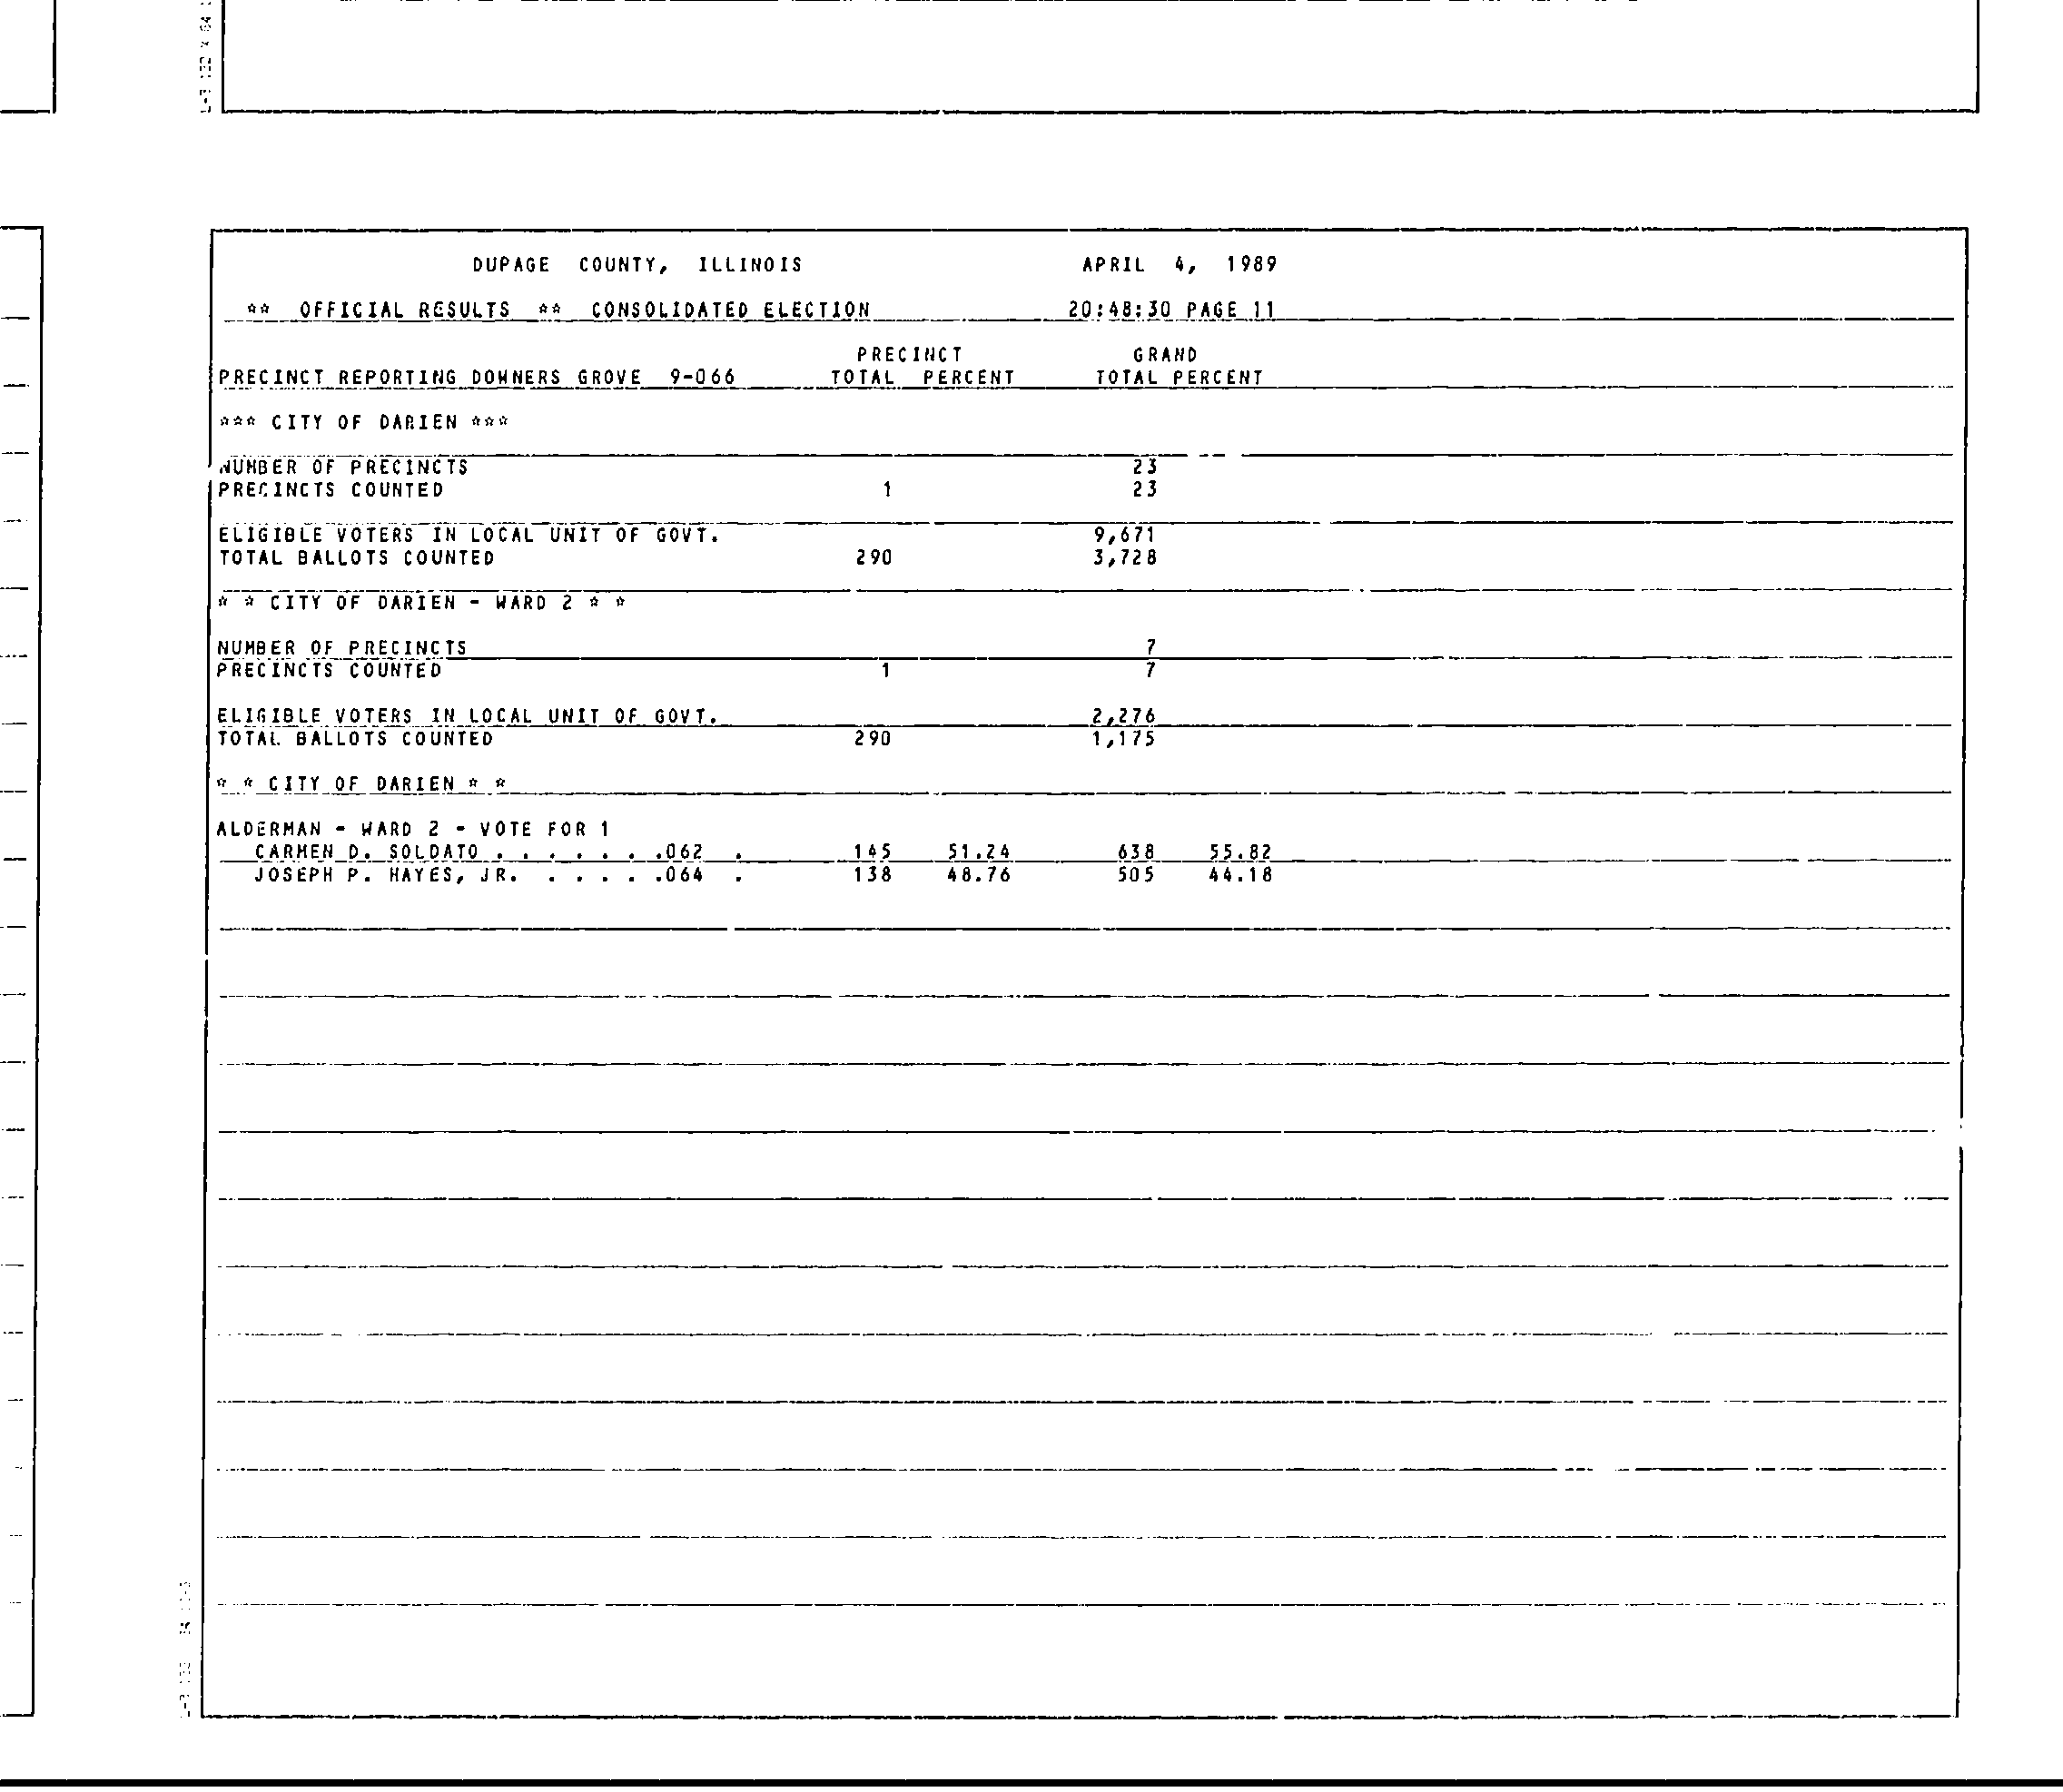 DUPAGE COUNTY, ILLINOIS APRIL 4, 1989
** OFFICIAL RESULTS ** CONSOLIDATED ELECTION 20:48:30 PAGE 11
PRECINCT GRAND
PRECINCT REPORTING DOWNERS GROVE 9-066 TOTAL PERCENT TOTAL PERCENT
*** CITY OF DARIEN ***
NUMBER OF PRECINCTS 23
PRECINCTS COUNTED 1 23
ELIGIBLE VOTERS IN LOCAL UNIT OF GOVT. 9,671
TOTAL BALLOTS COUNTED 290 3,728
* * CITY OF DARIEN - WARD 2 * *
NUMBER OF PRECINCTS 7
PRECINCTS COUNTED 1 7
ELIGIBLE VOTERS IN LOCAL UNIT OF GOVT. 2,276
TOTAL BALLOTS COUNTED 290 1,175
* * CITY OF DARIEN * *
ALDERMAN - WARD 2 - VOTE FOR 1
CARMEN D. SOLDATO . . . . . . .062 . 145 51.24 638 55.82
JOSEPH P. HAYES, JR. . . . . .064 . 138 48.76 505 44.18